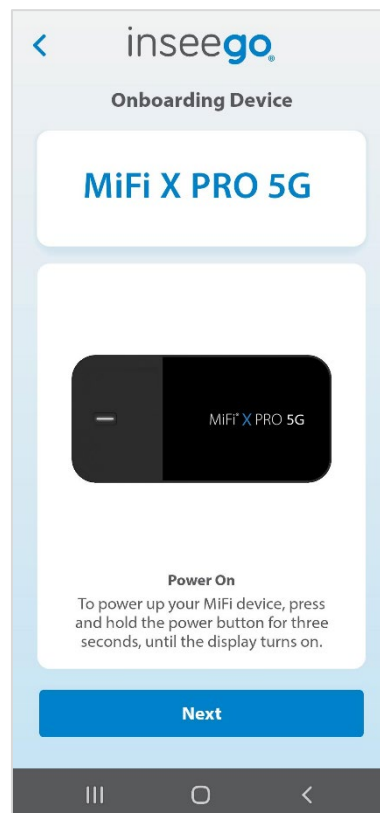 inseego®
Onboarding Device
MiFi X PRO 5G
MiFi® X PRO 5G
Power On
To power up your MiFi device, press
and hold the power button for three
seconds, until the display turns on.
Next